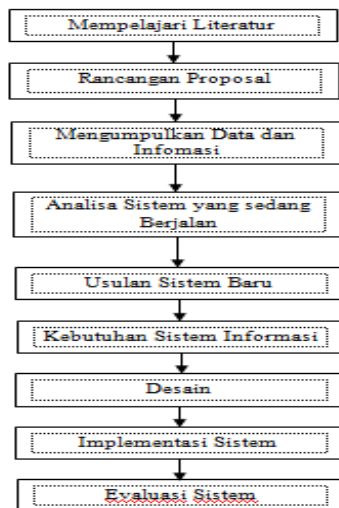 Mempelajari Literatur
Rancangan Proposal
Mengumpulkan Data dan
Infomasi
Analisa Sistem yang sedang
Berjalan
Usulan Sistem Baru
Kebutuhan Sistem Informasi
Desain
Implementasi Sistem
Evaluasi Sistem